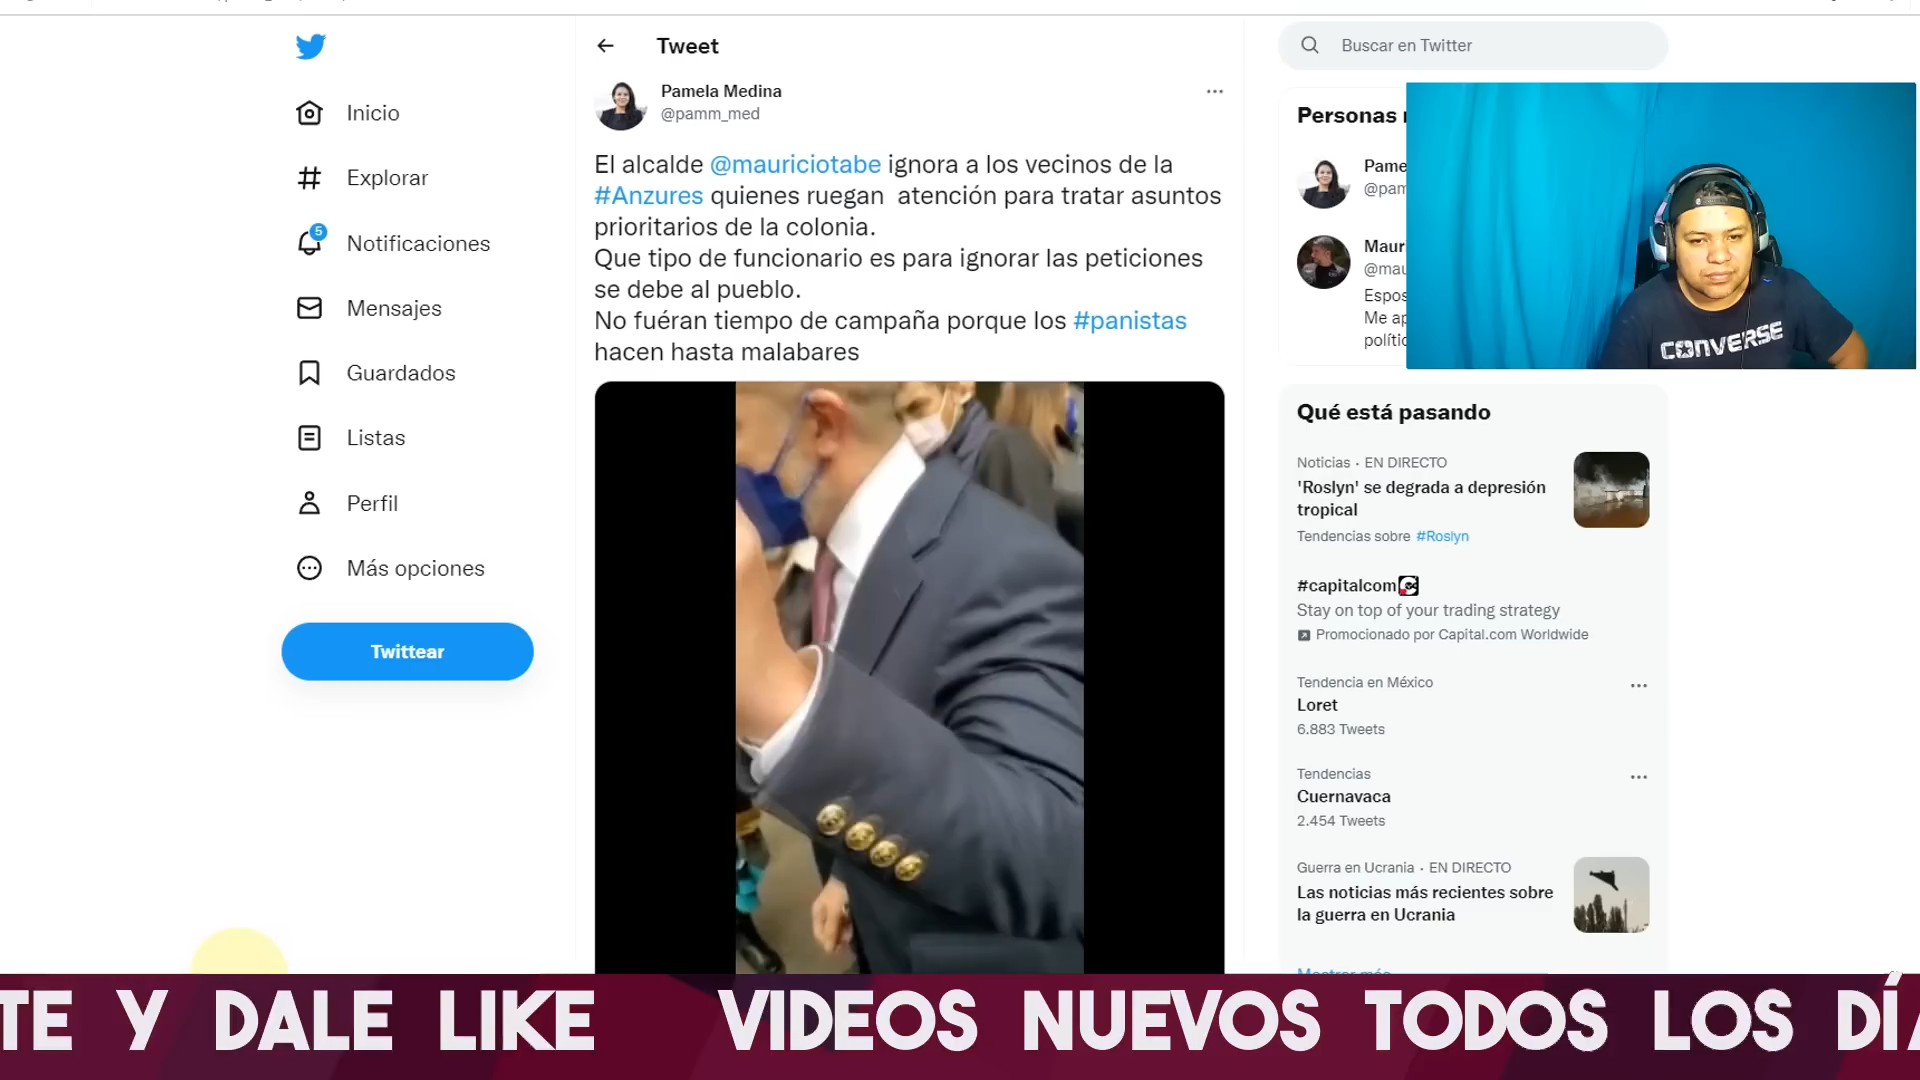 Tweet
Buscar en Twitter
Inicio
Explorar
5
Notificaciones
Mensajes
Guardados
Listas
Perfil
Más opciones
Twittear
Pamela Medina
@pamm_med
El alcalde @mauriciotabe ignora a los vecinos de la
#Anzures quienes ruegan  atención para tratar asuntos
prioritarios de la colonia.
Que tipo de funcionario es para ignorar las peticiones
se debe al pueblo.
No fuéran tiempo de campaña porque los #panistas
hacen hasta malabares
Personas
Pame
@pam
Maur
@mau
Espos
Me ap
polític
CONVERSE
Qué está pasando
Noticias · EN DIRECTO
'Roslyn' se degrada a depresión
tropical
Tendencias sobre #Roslyn
#capitalcom
Stay on top of your trading strategy
Promocionado por Capital.com Worldwide
Tendencia en México
Loret
6.883 Tweets
Tendencias
Cuernavaca
2.454 Tweets
Guerra en Ucrania · EN DIRECTO
Las noticias más recientes sobre
la guerra en Ucrania
Mostrar más
TE Y DALE LIKE VIDEOS NUEVOS TODOS LOS DÍA